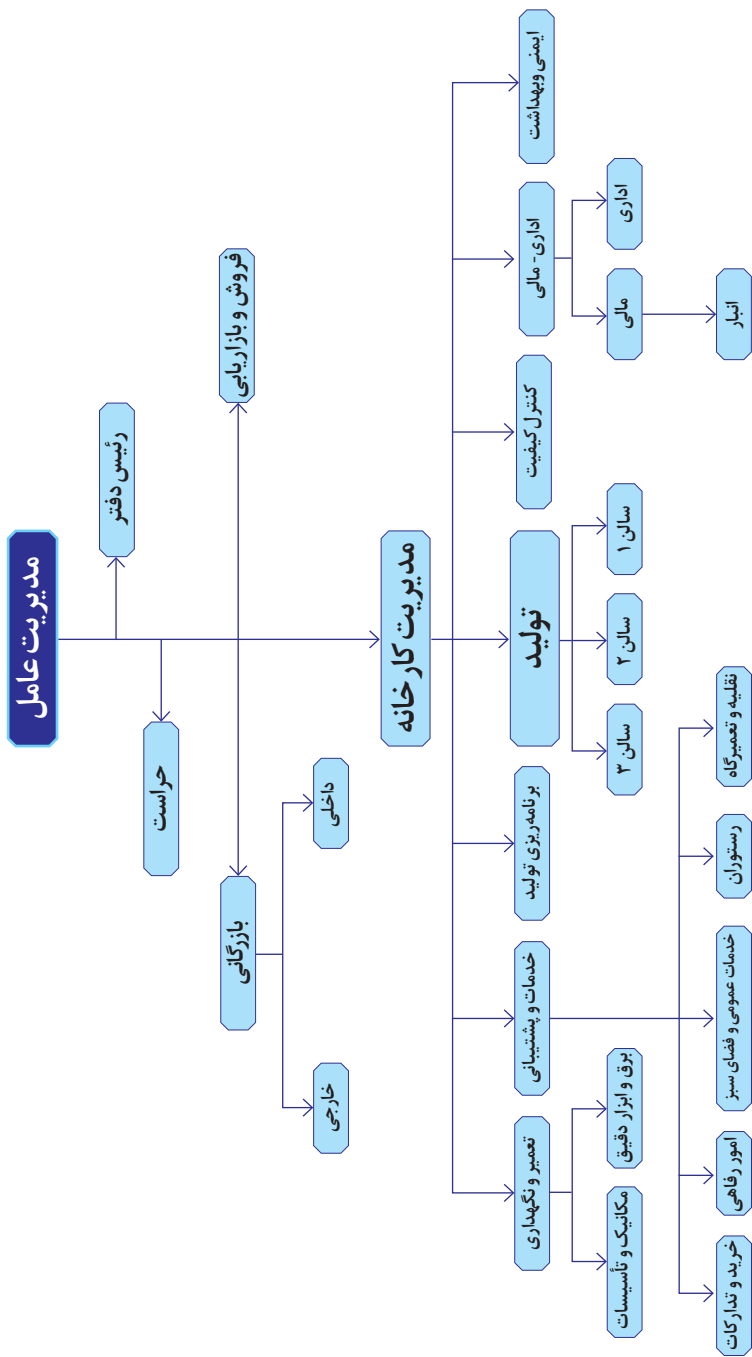 مدیریت عامل
رئیس دفتر
حراست
فروش و بازاریابی
بازرگانی
داخلی
خارجی
مدیریت کارخانه
ایمنی وبهداشت
اداری- مالی
کنترل کیفیت
تولید
برنامه‌ریزی تولید
خدمات و پشتیبانی
تعمیر و نگهداری
اداری
مالی
سالن ۱
سالن ۲
سالن ۳
برق و ابزار دقیق
مکانیک و تأسیسات
انبار
نقلیه و تعمیرگاه
رستوران
خدمات عمومی و فضای سبز
امور رفاهی
خرید و تدارکات